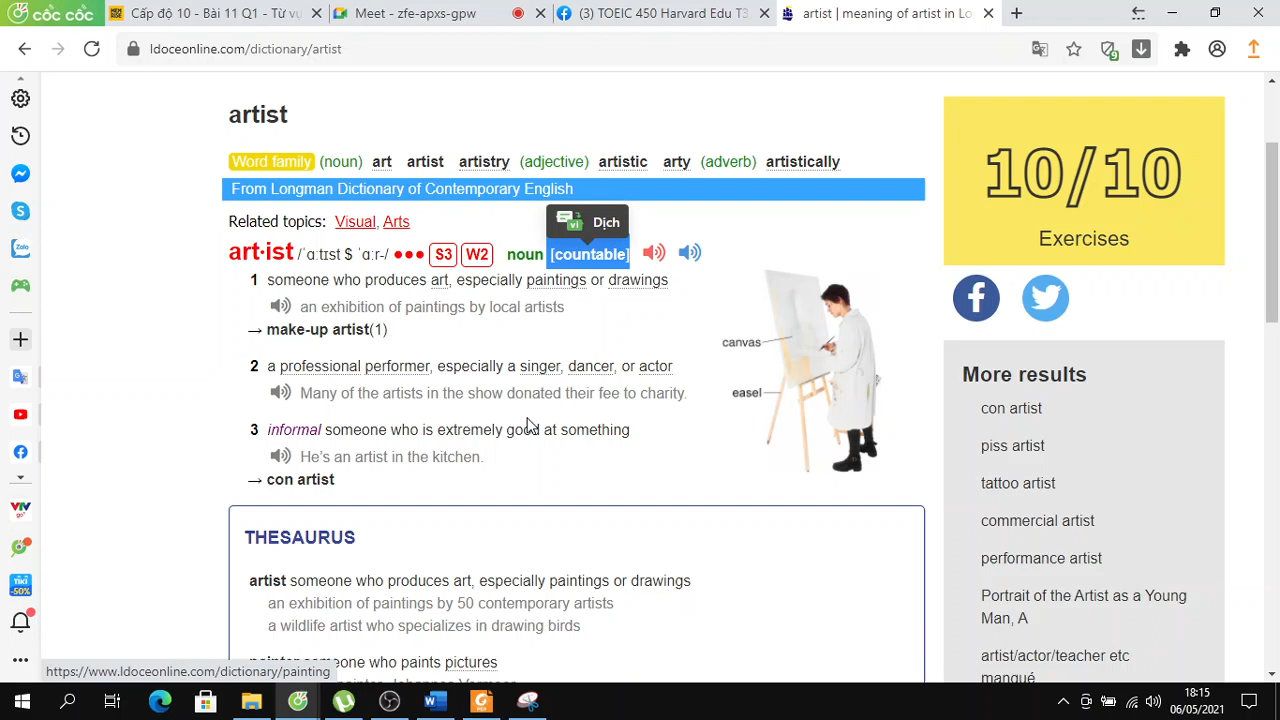 cốc cốc
Cấp độ 10 - Bài 11 Q1 - Từ vự
Meet - zfe-apxs-gpw
(3) TOEIC 450 Harvard Edu T3.
artist | meaning of artist in Lo
ldoceonline.com/dictionary/artist
9
artist
Word family (noun) art artist artistry (adjective) artistic arty (adverb) artistically
From Longman Dictionary of Contemporary English
Related topics: Visual, Arts
vi Dịch
art·ist /ˈɑːtɪst $ ˈɑːr-/ ●●● S3 W2 noun [countable]
1 someone who produces art, especially paintings or drawings
an exhibition of paintings by local artists
→ make-up artist(1)
2 a professional performer, especially a singer, dancer, or actor
Many of the artists in the show donated their fee to charity.
3 informal someone who is extremely good at something
He's an artist in the kitchen.
→ con artist
canvas
easel
THESAURUS
artist someone who produces art, especially paintings or drawings
an exhibition of paintings by 50 contemporary artists
a wildlife artist who specializes in drawing birds
painter someone who paints pictures
10/10
Exercises
More results
con artist
piss artist
tattoo artist
commercial artist
performance artist
Portrait of the Artist as a Young
Man, A
artist/actor/teacher etc
manqué
Zalo
VTV
go
TIKI
-50%
https://www.ldoceonline.com/dictionary/painting
18:15
06/05/2021